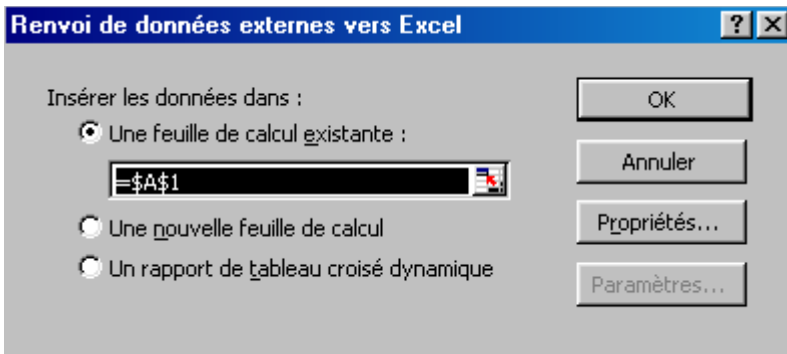 Renvoi de données externes vers Excel
Insérer les données dans :
Une feuille de calcul existante :
=$A$1
Une nouvelle feuille de calcul
Un rapport de tableau croisé dynamique
OK
Annuler
Propriétés...
Paramètres...